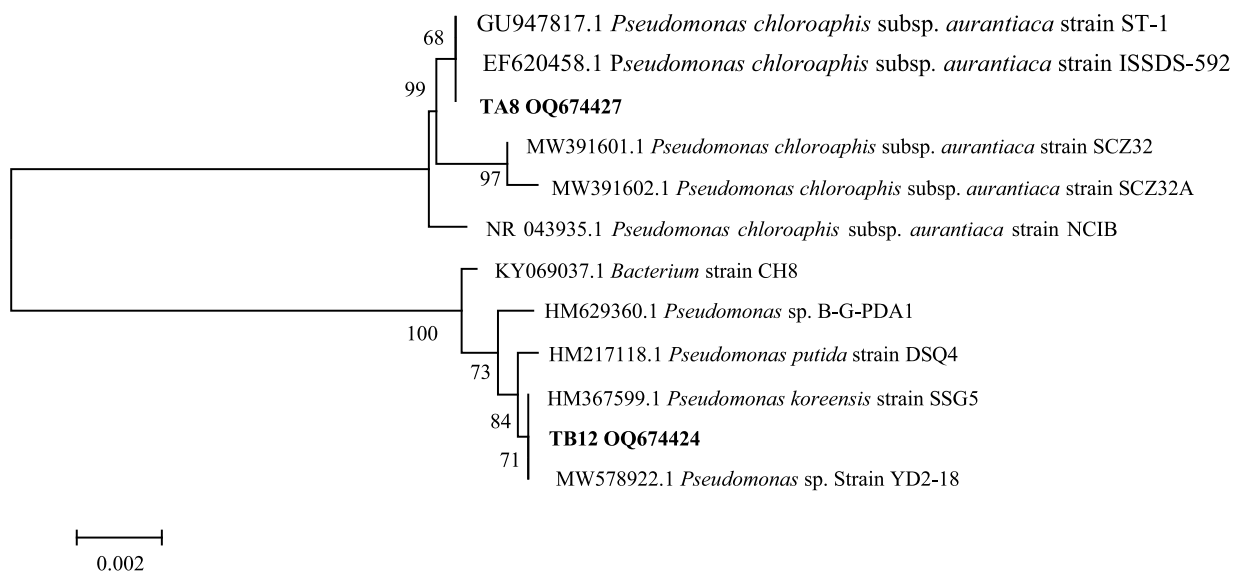 GU947817.1 Pseudomonas chloroaphis subsp. aurantiaca strain ST-1
68
EF620458.1 Pseudomonas chloroaphis subsp. aurantiaca strain ISSDS-592
99
TA8 OQ674427
MW391601.1 Pseudomonas chloroaphis subsp. aurantiaca strain SCZ32
97
MW391602.1 Pseudomonas chloroaphis subsp. aurantiaca strain SCZ32A
NR 043935.1 Pseudomonas chloroaphis subsp. aurantiaca strain NCIB
KY069037.1 Bacterium strain CH8
HM629360.1 Pseudomonas sp. B-G-PDA1
100
HM217118.1 Pseudomonas putida strain DSQ4
73
HM367599.1 Pseudomonas koreensis strain SSG5
84
TB12 OQ674424
71
MW578922.1 Pseudomonas sp. Strain YD2-18
0.002